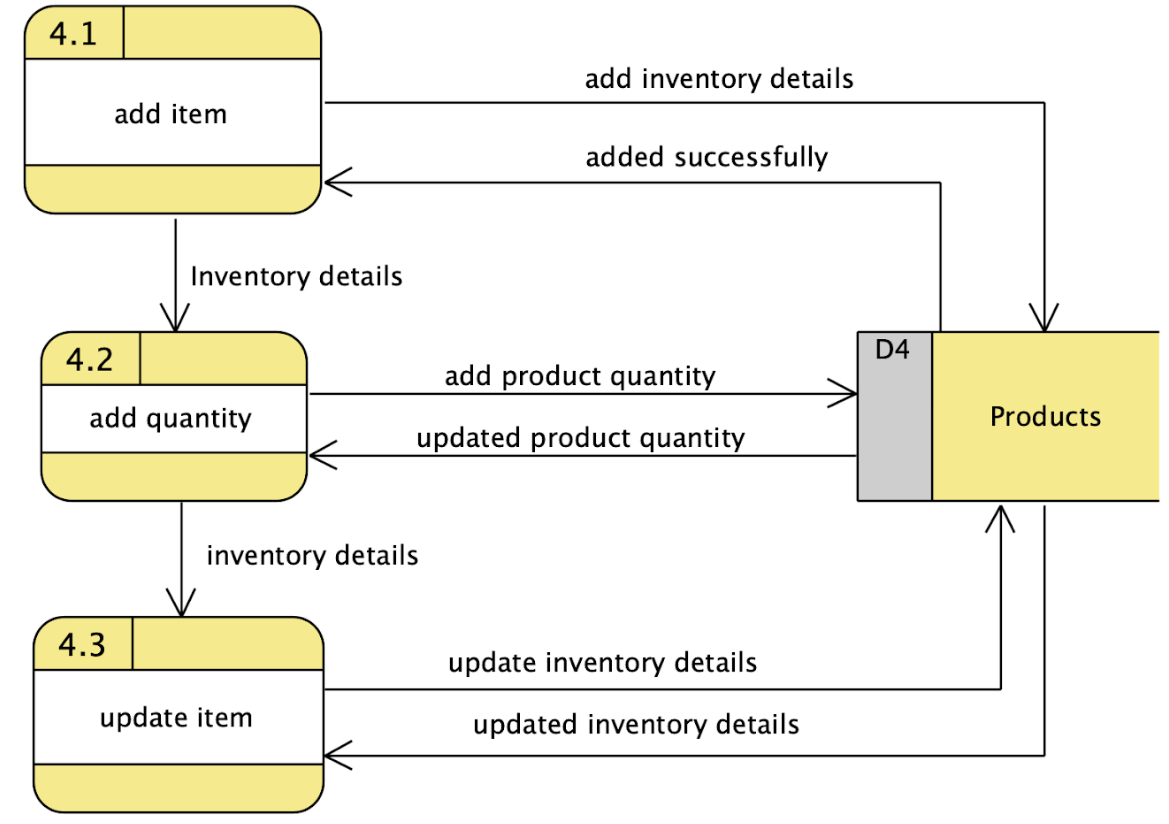 4.1
add item
add inventory details
added successfully
Inventory details
4.2
add quantity
add product quantity
updated product quantity
D4
Products
inventory details
4.3
update item
update inventory details
updated inventory details